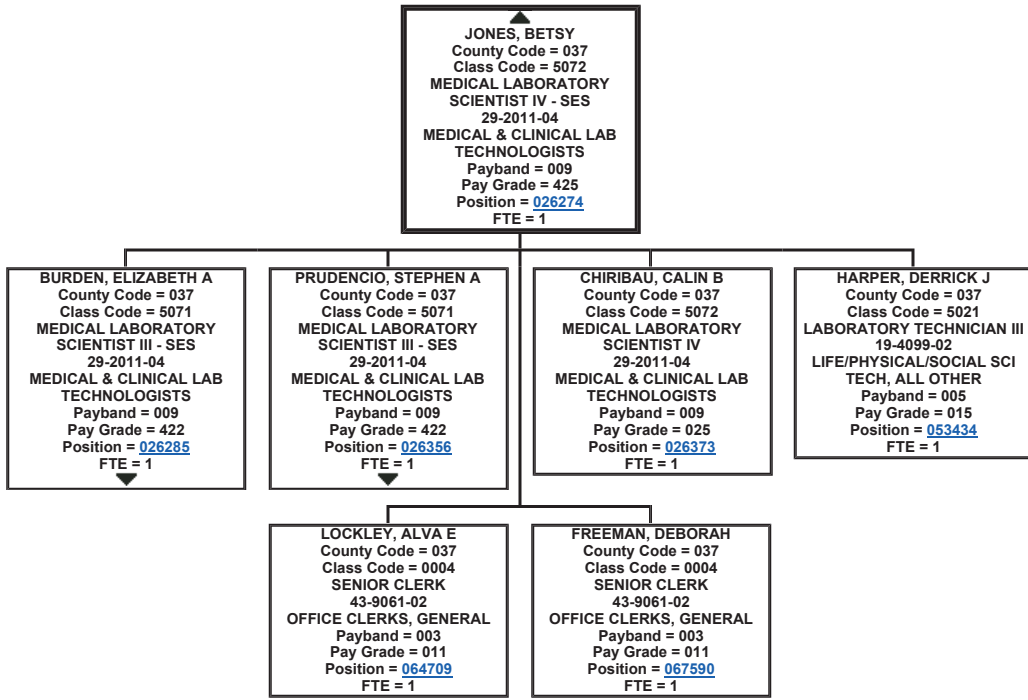 JONES, BETSY
County Code = 037
Class Code = 5072
MEDICAL LABORATORY
SCIENTIST IV - SES
29-2011-04
MEDICAL & CLINICAL LAB
TECHNOLOGISTS
Payband = 009
Pay Grade = 425
Position = 026274
FTE = 1
BURDEN, ELIZABETH A
County Code = 037
Class Code = 5071
MEDICAL LABORATORY
SCIENTIST III - SES
29-2011-04
MEDICAL & CLINICAL LAB
TECHNOLOGISTS
Payband = 009
Pay Grade = 422
Position = 026285
FTE = 1
PRUDENCIO, STEPHEN A
County Code = 037
Class Code = 5071
MEDICAL LABORATORY
SCIENTIST III - SES
29-2011-04
MEDICAL & CLINICAL LAB
TECHNOLOGISTS
Payband = 009
Pay Grade = 422
Position = 026356
FTE = 1
CHIRIBAU, CALIN B
County Code = 037
Class Code = 5072
MEDICAL LABORATORY
SCIENTIST IV
29-2011-04
MEDICAL & CLINICAL LAB
TECHNOLOGISTS
Payband = 009
Pay Grade = 025
Position = 026373
FTE = 1
HARPER, DERRICK J
County Code = 037
Class Code = 5021
LABORATORY TECHNICIAN III
19-4099-02
LIFE/PHYSICAL/SOCIAL SCI
TECH, ALL OTHER
Payband = 005
Pay Grade = 015
Position = 053434
FTE = 1
LOCKLEY, ALVA E
County Code = 037
Class Code = 0004
SENIOR CLERK
43-9061-02
OFFICE CLERKS, GENERAL
Payband = 003
Pay Grade = 011
Position = 064709
FTE = 1
FREEMAN, DEBORAH
County Code = 037
Class Code = 0004
SENIOR CLERK
43-9061-02
OFFICE CLERKS, GENERAL
Payband = 003
Pay Grade = 011
Position = 067590
FTE = 1